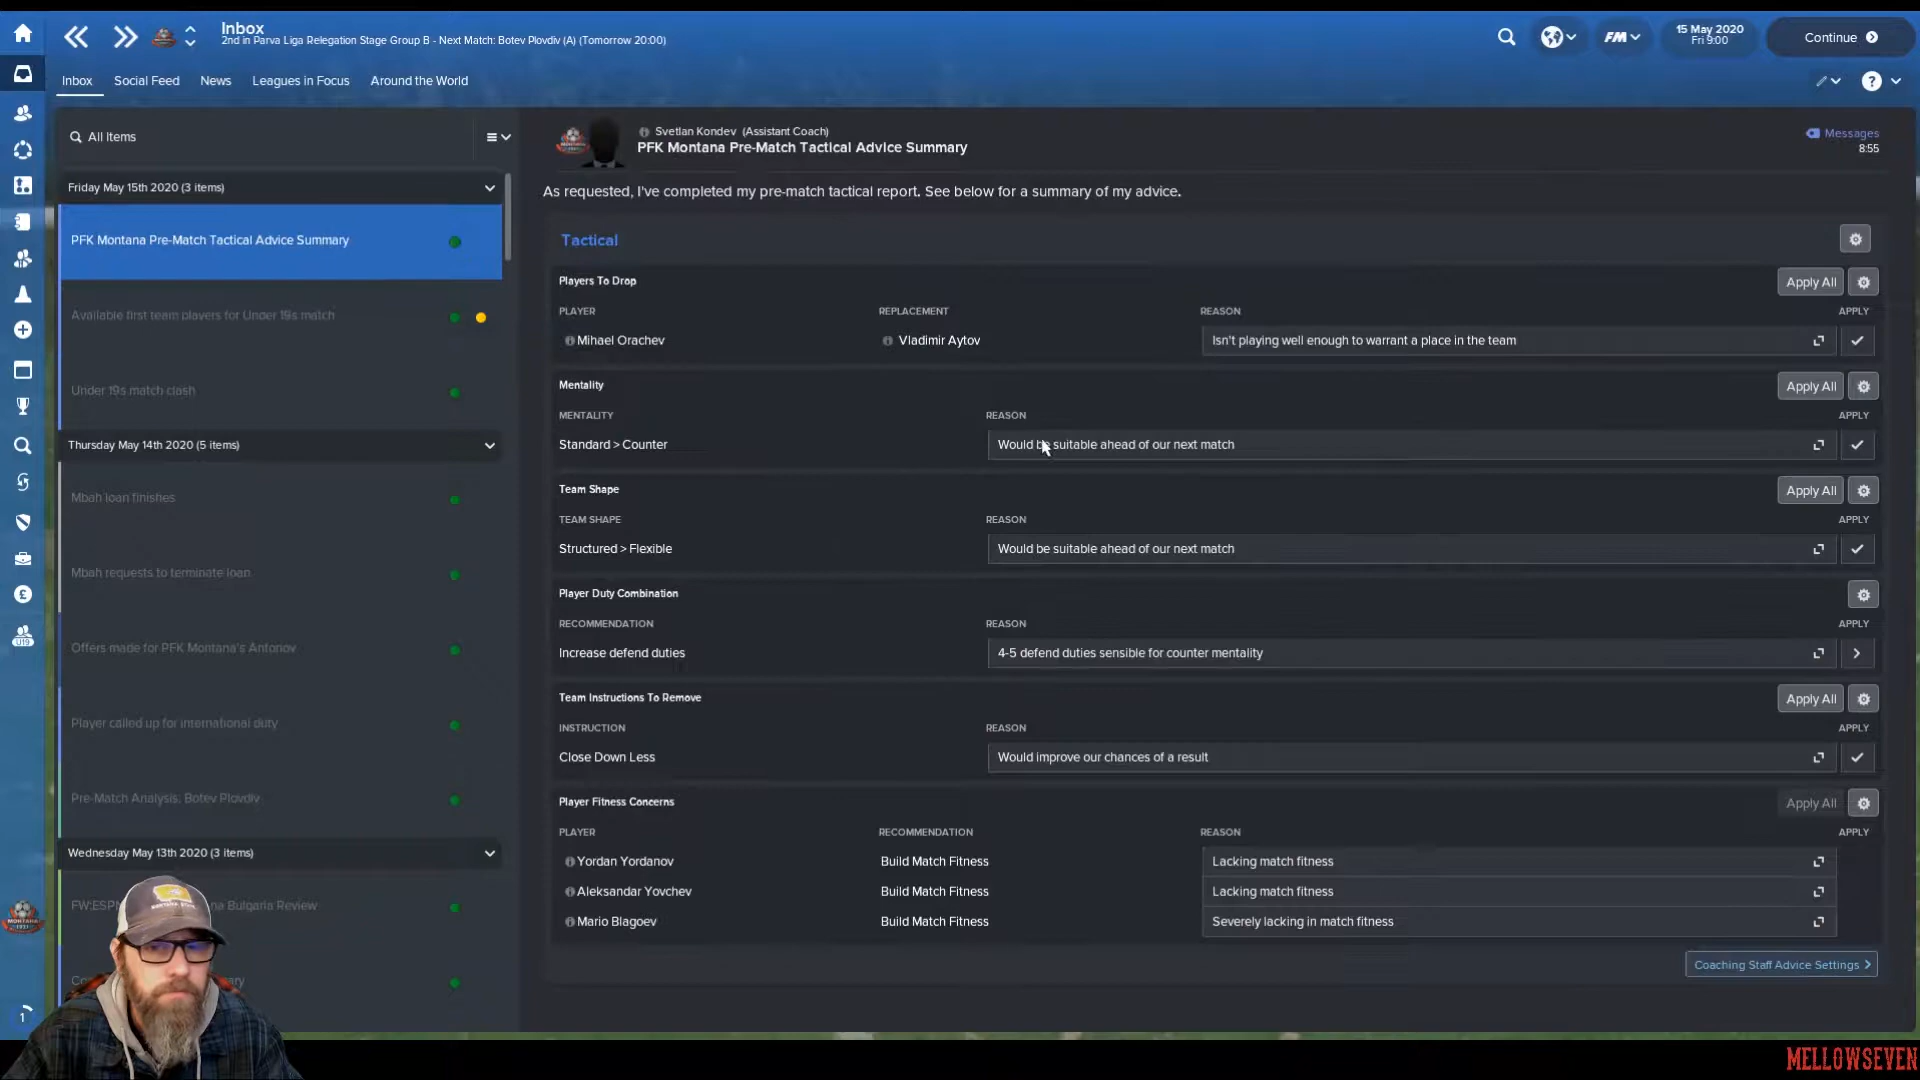 Inbox
2nd in Parva Liga Relegation Stage Group B - Next Match: Botev Plovdiv (A) (Tomorrow 20:00)
FM
15 May 2020
Fri 9:00
Continue
Inbox Social Feed News Leagues in Focus Around the World
All Items
Friday May 15th 2020 (3 items)
PFK Montana Pre-Match Tactical Advice Summary
Available first team players for Under 19s match
Under 19s match clash
Thursday May 14th 2020 (5 items)
Mbah loan finishes
Mbah requests to terminate loan
Offers made for PFK Montana's Antonov
Player called up for international duty
Pre-Match Analysis: Botev Plovdiv
Wednesday May 13th 2020 (3 items)
FW:ESPN Bulgaria Review
Svetlan Kondev (Assistant Coach)
PFK Montana Pre-Match Tactical Advice Summary
Messages
8:55
As requested, I've completed my pre-match tactical report. See below for a summary of my advice.
Tactical
Players To Drop Apply All
PLAYER REPLACEMENT REASON APPLY
Mihael Orachev Vladimir Aytov Isn't playing well enough to warrant a place in the team
Mentality Apply All
MENTALITY REASON APPLY
Standard > Counter Would be suitable ahead of our next match
Team Shape Apply All
TEAM SHAPE REASON APPLY
Structured > Flexible Would be suitable ahead of our next match
Player Duty Combination
RECOMMENDATION REASON APPLY
Increase defend duties 4-5 defend duties sensible for counter mentality
Team Instructions To Remove Apply All
INSTRUCTION REASON APPLY
Close Down Less Would improve our chances of a result
Player Fitness Concerns Apply All
PLAYER RECOMMENDATION REASON APPLY
Yordan Yordanov Build Match Fitness Lacking match fitness
Aleksandar Yovchev Build Match Fitness Lacking match fitness
Mario Blagoev Build Match Fitness Severely lacking in match fitness
Coaching Staff Advice Settings >
U19
1
MELLOWSEVEN